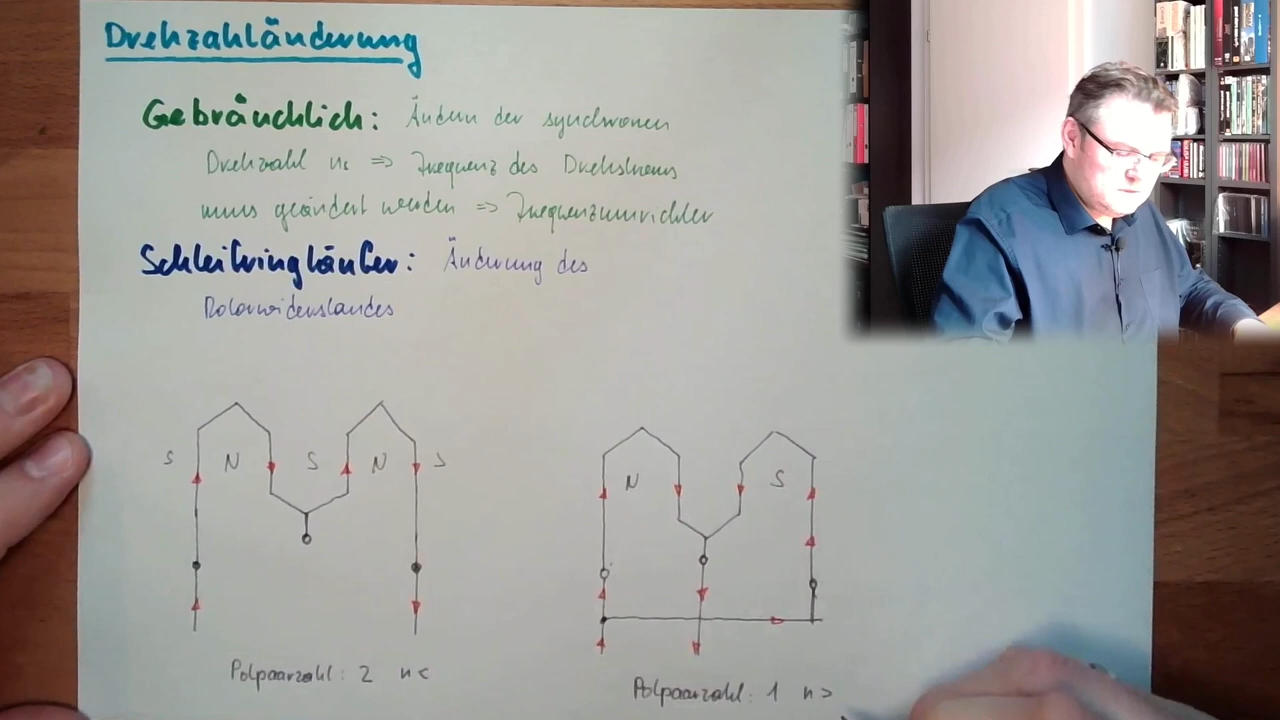 Drehzahländerung
Gebräuchlich: Ändern der synchronen
Drehzahl ns ⇒ Frequenz des Drehstroms
muss geändert werden ⇒ Frequenzumrichter
Schleifringläufer: Änderung des
Rotorwiderstandes
S N S N S
N S
Polpaarzahl: 2 n<
Polpaarzahl: 1 n>